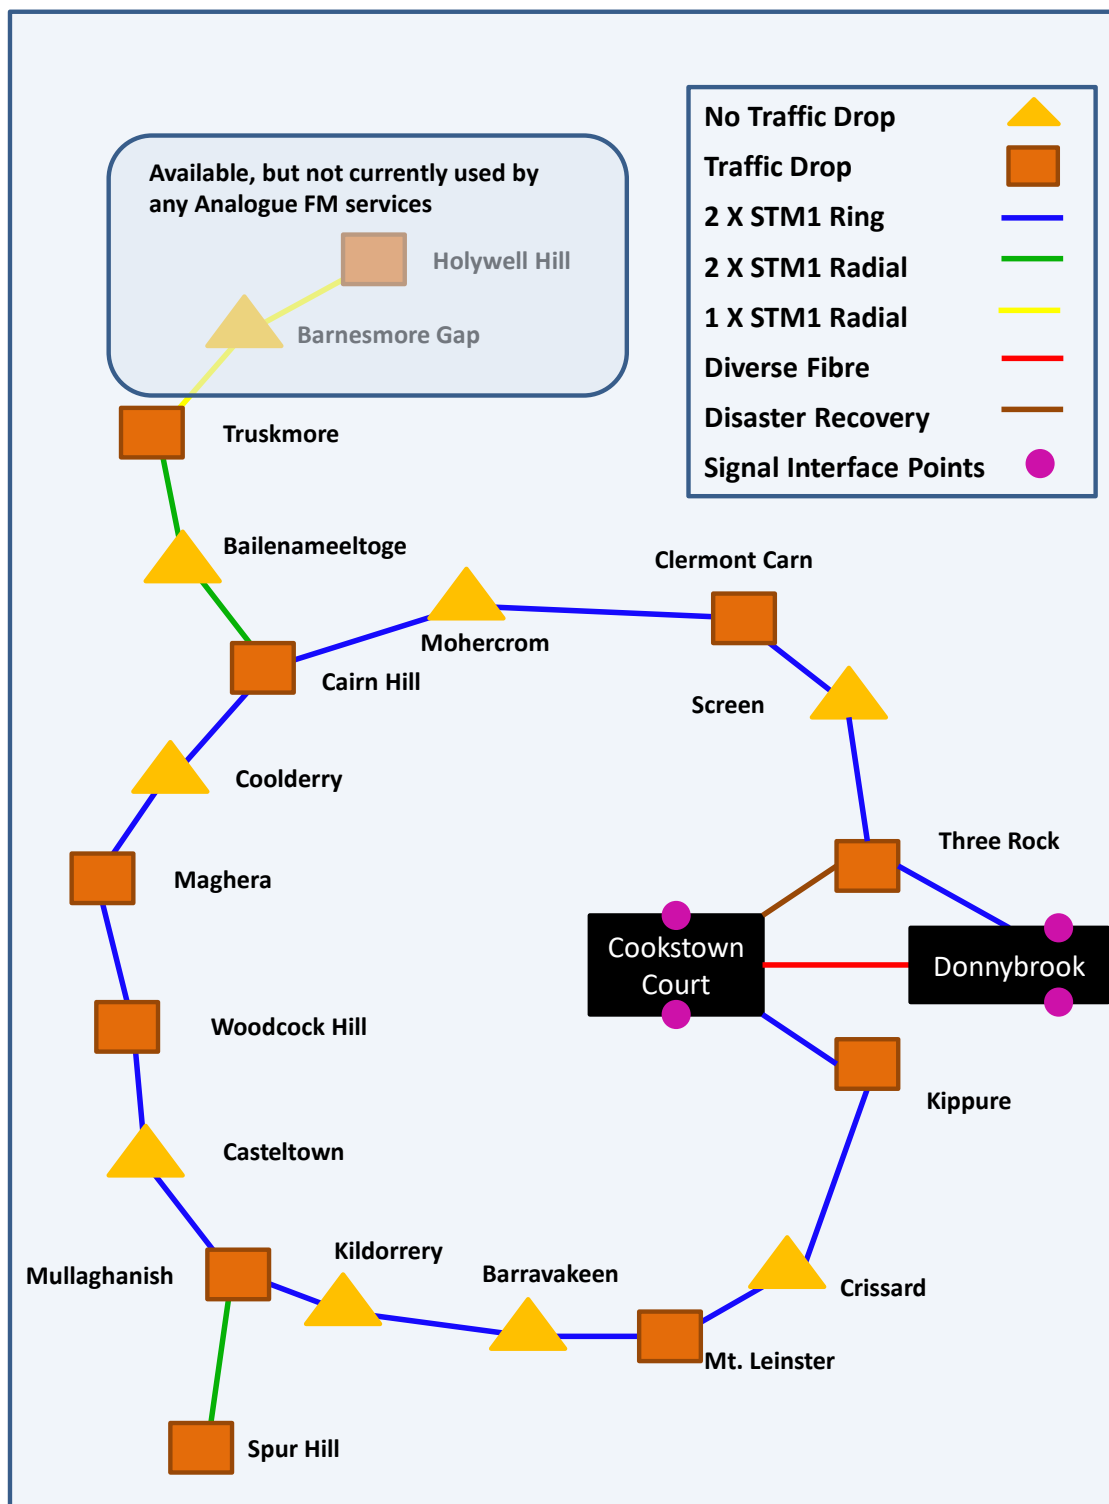 No Traffic Drop
Traffic Drop
2 X STM1 Ring
2 X STM1 Radial
1 X STM1 Radial
Diverse Fibre
Disaster Recovery
Signal Interface Points
Available, but not currently used by
any Analogue FM services
Holywell Hill
Barnesmore Gap
Truskmore
Bailenameeltoge
Clermont Carn
Mohercrom
Cairn Hill
Screen
Coolderry
Three Rock
Maghera
Cookstown
Court
Donnybrook
Woodcock Hill
Kippure
Casteltown
Kildorrery
Mullaghanish
Barravakeen
Crissard
Mt. Leinster
Spur Hill